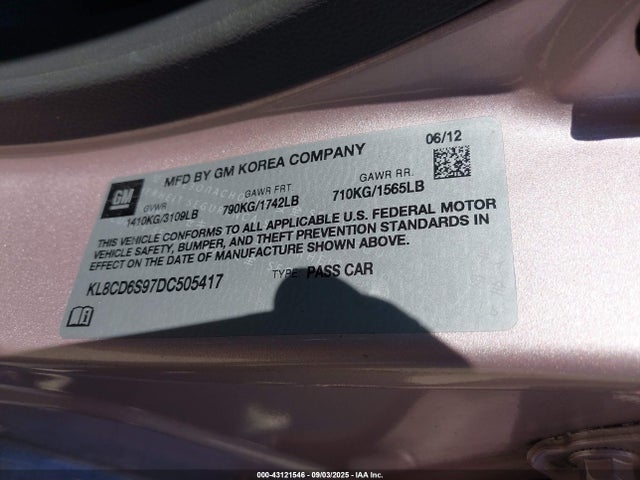 MFD BY GM KOREA COMPANY
06/12
GM
GVWR GAWR FRT. GAWR RR.
1410KG/3109LB 790KG/1742LB 710KG/1565LB
THIS VEHICLE CONFORMS TO ALL APPLICABLE U.S. FEDERAL MOTOR
VEHICLE SAFETY, BUMPER, AND THEFT PREVENTION STANDARDS IN
EFFECT ON THE DATE OF MANUFACTURE SHOWN ABOVE.
KL8CD6S97DC505417 TYPE: PASS CAR
000-43121546 - 09/03/2025 - IAA Inc.